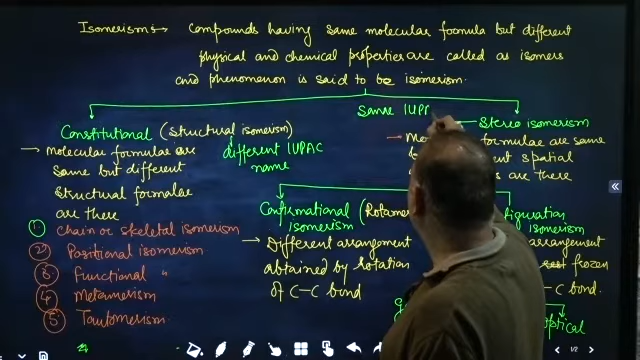 Isomerism → compounds having same molecular formula but different
physical and chemical properties are called as isomers
and phenomenon is said to be isomerism.
Same IUP
Constitutional (Structural isomerism)
→ Molecular formulae are
same but different
structural formulae
are there
different IUPAC
name
① chain or skeletal isomerism
② Positional isomerism
③ Functional "
④ Metamerism
⑤ Tautomerism.
Stereo isomerism
→ formulae are same
spatial
are there
Conformational (Rotame
isomerism
→ Different arrangement
obtained by rotation
of C-C bond
isomerism
arrangement
frozen
C-C bond.
optical
1/2